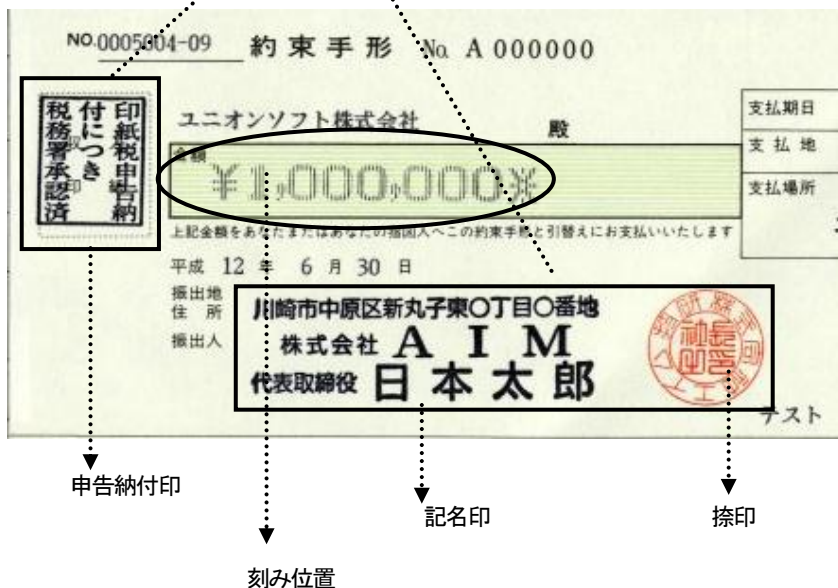 NO.0005004-09 約束手形 No. A 000000
印紙税申告納
付につき
税務署承認済
ユニオンソフト株式会社 殿
金額
¥1,000,000※
上記金額をあなたまたはあなたの指図人へこの約束手形と引替えにお支払いいたします
平成 12 年 6 月 30 日
振出地
住所
振出人
川崎市中原区新丸子東〇丁目〇番地
株式会社 AIM
代表取締役 日本太郎
支払期日
支払地
支払場所
テスト
申告納付印
記名印
捺印
刻み位置